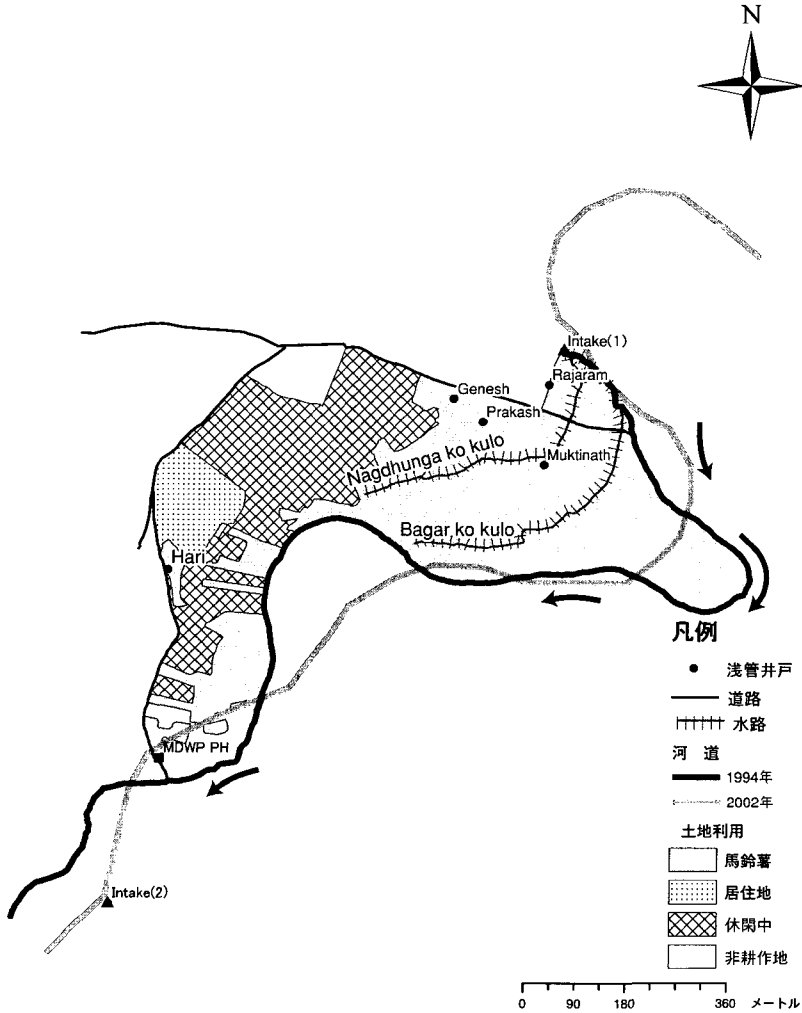 N
Intake(1)
Rajaram
Genesh
Prakash
Nagdhunga ko kulo
Muktinath
Bagar ko kulo
Hari
MDWP PH
Intake(2)
凡例
浅管井戸
道路
水路
河 道
1994年
2002年
土地利用
馬鈴薯
居住地
休閑中
非耕作地
0 90 180 360 メートル